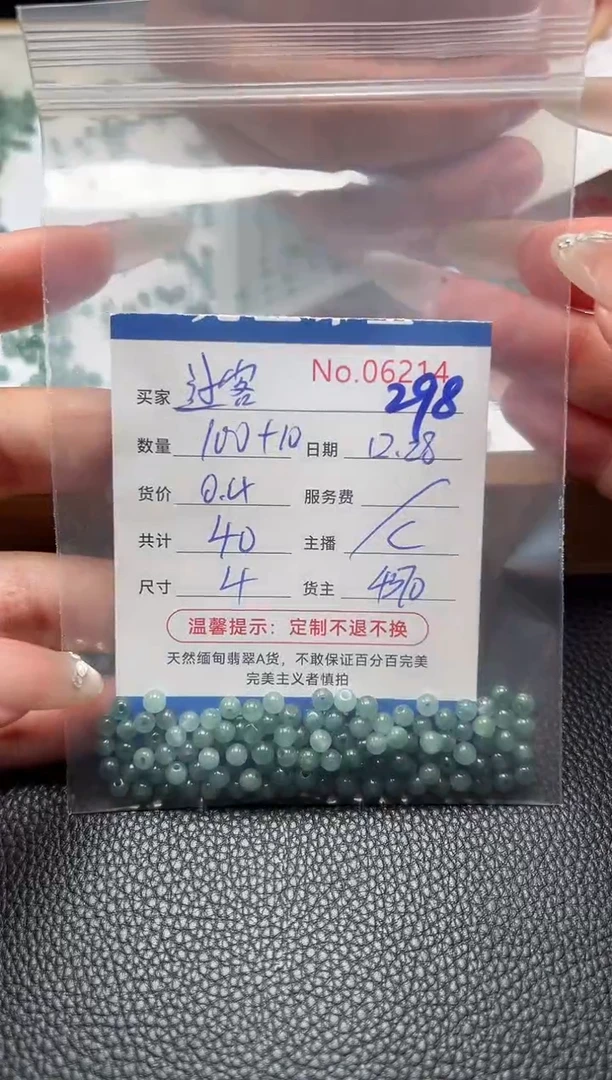 No.06214
298
买家 过客
数量 100+10 日期 12.28
货价 0.4 服务费 /
共计 40 主播 C
尺寸 4 货主
温馨提示：定制不退不换
天然缅甸翡翠A货，不敢保证百分百完美
完美主义者慎拍